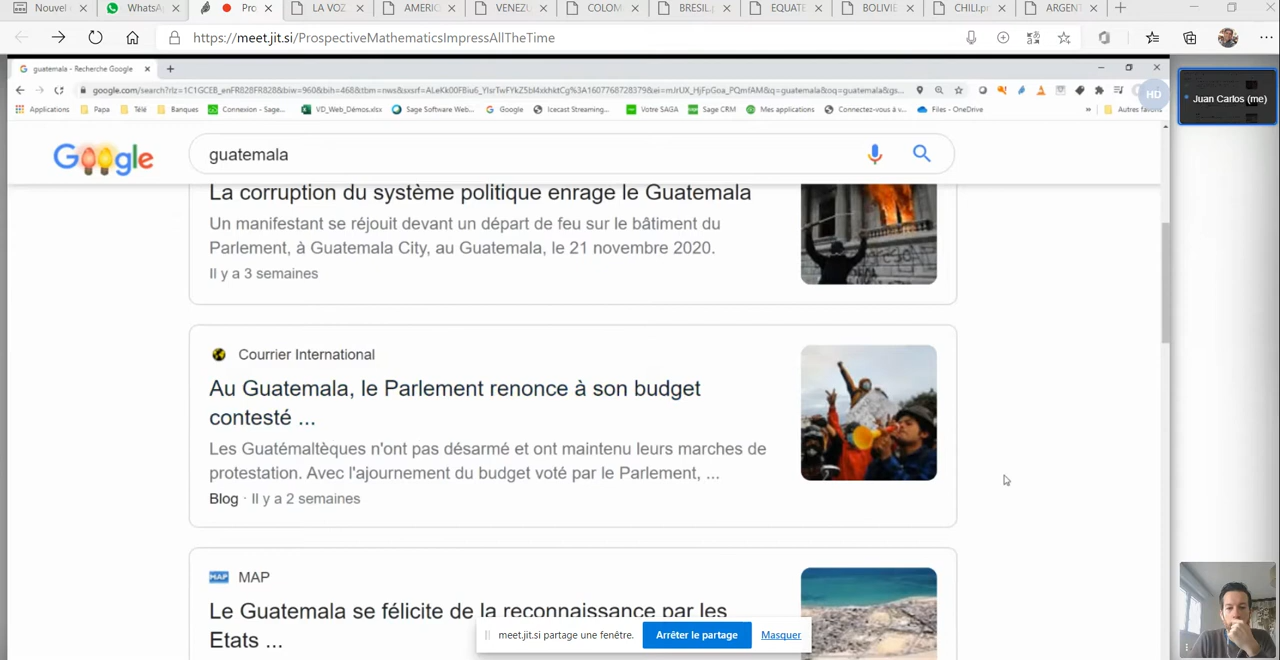 Nouvel
WhatsA
Pro
LA VOZ
AMERIC
VENEZU
COLOM
BRESIL.p
EQUATE
BOLIVIE
CHILI.pr
ARGENT
https://meet.jit.si/ProspectiveMathematicsImpressAllTheTime
guatemala - Recherche Google
Applications
Papa
Télé
Banques
Connexion - Sage...
VD_Web_Démos.xlsx
Sage Software Web...
Google
Icecast Streaming...
Votre SAGA
Sage CRM
Mes applications
Connectez-vous à v...
Files - OneDrive
Autres favoris
HD
Juan Carlos (me)
Google
guatemala
La corruption du système politique enrage le Guatemala
Un manifestant se réjouit devant un départ de feu sur le bâtiment du
Parlement, à Guatemala City, au Guatemala, le 21 novembre 2020.
Il y a 3 semaines
Courrier International
Au Guatemala, le Parlement renonce à son budget
contesté ...
Les Guatémaltèques n'ont pas désarmé et ont maintenu leurs marches de
protestation. Avec l'ajournement du budget voté par le Parlement, ...
Blog · Il y a 2 semaines
MAP
MAP
Le Guatemala se félicite de la reconnaissance par les
Etats ...
meet.jit.si partage une fenêtre.
Arrêter le partage
Masquer